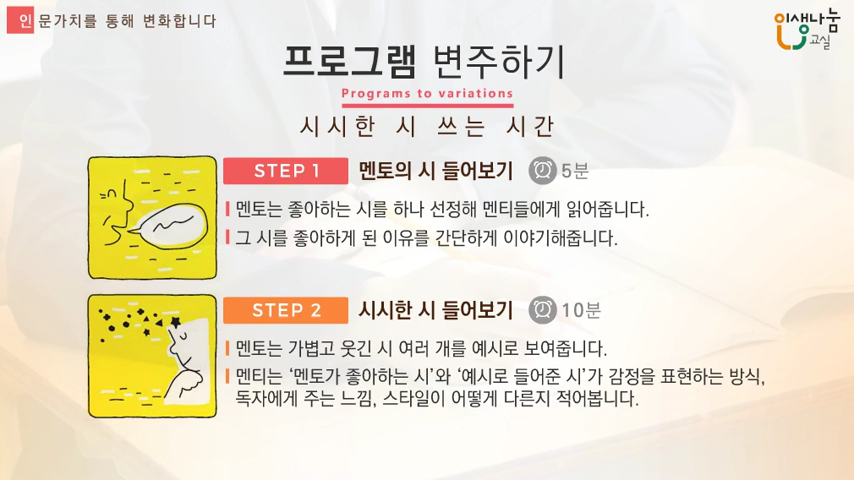 인문가치를 통해 변화합니다
인생나눔
교실
프로그램 변주하기
Programs to variations
시시한 시 쓰는 시간
STEP 1 멘토의 시 들어보기 5분
멘토는 좋아하는 시를 하나 선정해 멘티들에게 읽어줍니다.
그 시를 좋아하게 된 이유를 간단하게 이야기해줍니다.
STEP 2 시시한 시 들어보기 10분
멘토는 가볍고 웃긴 시 여러 개를 예시로 보여줍니다.
멘티는 ‘멘토가 좋아하는 시’와 ‘예시로 들어준 시’가 감정을 표현하는 방식,
독자에게 주는 느낌, 스타일이 어떻게 다른지 적어봅니다.